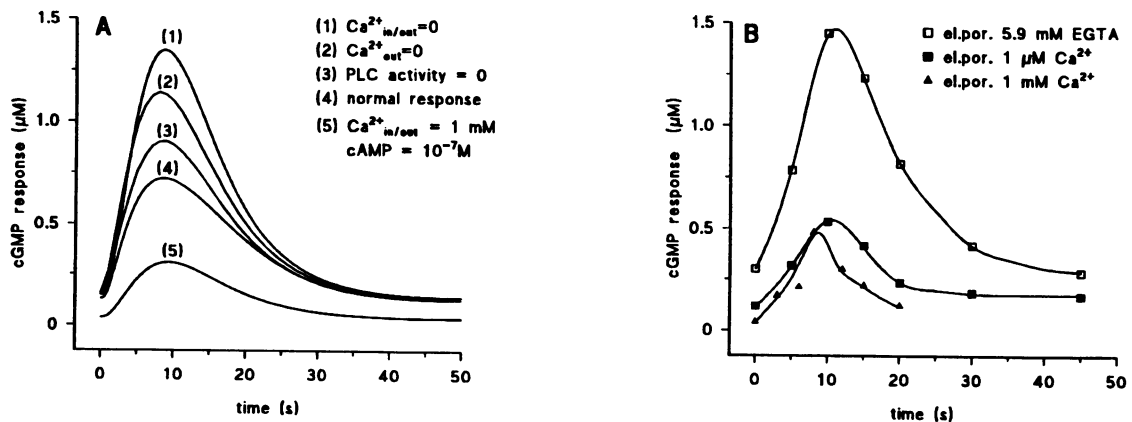 A
(1) Ca²⁺in/out=0
(2) Ca²⁺out=0
(3) PLC activity = 0
(4) normal response
(5) Ca²⁺in/out = 1 mM
cAMP = 10⁻⁷M
(1)
(2)
(3)
(4)
(5)
1.5
1.0
0.5
0
cGMP response (μM)
0 10 20 30 40 50
time (s)
B
el.por. 5.9 mM EGTA
el.por. 1 μM Ca²⁺
el.por. 1 mM Ca²⁺
1.5
1.0
0.5
0
cGMP response (μM)
0 10 20 30 40 50
time (s)